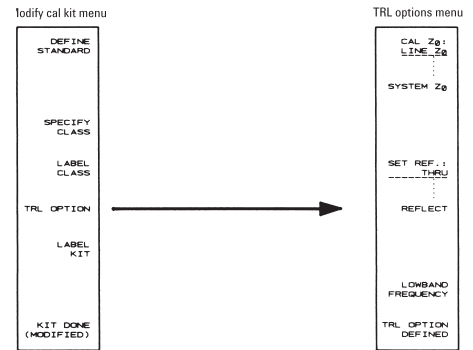 Modify cal kit menu
DEFINE
STANDARD
SPECIFY
CLASS
LABEL
CLASS
TRL OPTION
LABEL
KIT
KIT DONE
(MODIFIED)
TRL options menu
CAL Z0:
LINE Z0
SYSTEM Z0
SET REF.:
THRU
REFLECT
LOWBAND
FREQUENCY
TRL OPTION
DEFINED